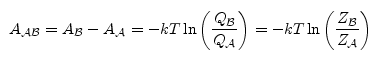 $A_{\mathcal{AB}} = A_{\mathcal{B}} - A_{\mathcal{A}} = -kT \ln \left( \frac{Q_{\mathcal{B}}}{Q_{\mathcal{A}}} \right) = -kT \ln \left( \frac{Z_{\mathcal{B}}}{Z_{\mathcal{A}}} \right)$